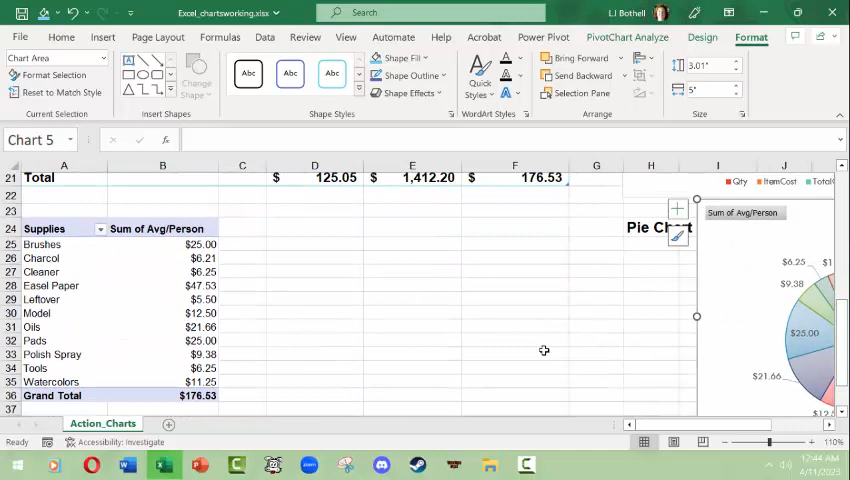 Excel_chartsworking.xlsx
Search
LJ Bothell
File Home Insert Draw Page Layout Formulas Data Review View Automate Help Acrobat Power Pivot PivotChart Analyze Design Format
Chart Area
Format Selection
Reset to Match Style
Current Selection
Change Shape
Insert Shapes
Abc Abc Abc
Shape Fill
Shape Outline
Shape Effects
Shape Styles
Quick Styles
WordArt Styles
Bring Forward
Send Backward
Selection Pane
Arrange
3.01"
5"
Size
Chart 5
fx
A B C D E F G H I J
21 Total $ 125.05 $ 1,412.20 $ 176.53
Qty ItemCost
22
23
Sum of Avg/Person
24 Supplies Sum of Avg/Person
Pie Chart
25 Brushes $25.00
26 Charcol $6.21
27 Cleaner $6.25
28 Easel Paper $47.53
29 Leftover $5.50
30 Model $12.50
31 Oils $21.66
32 Pads $25.00
33 Polish Spray $9.38
34 Tools $6.25
35 Watercolors $11.25
36 Grand Total $176.53
37
$6.25
$9.38
$25.00
$21.66
Action_Charts
Ready
Accessibility: Investigate
110%
12:44 AM
4/11/2023